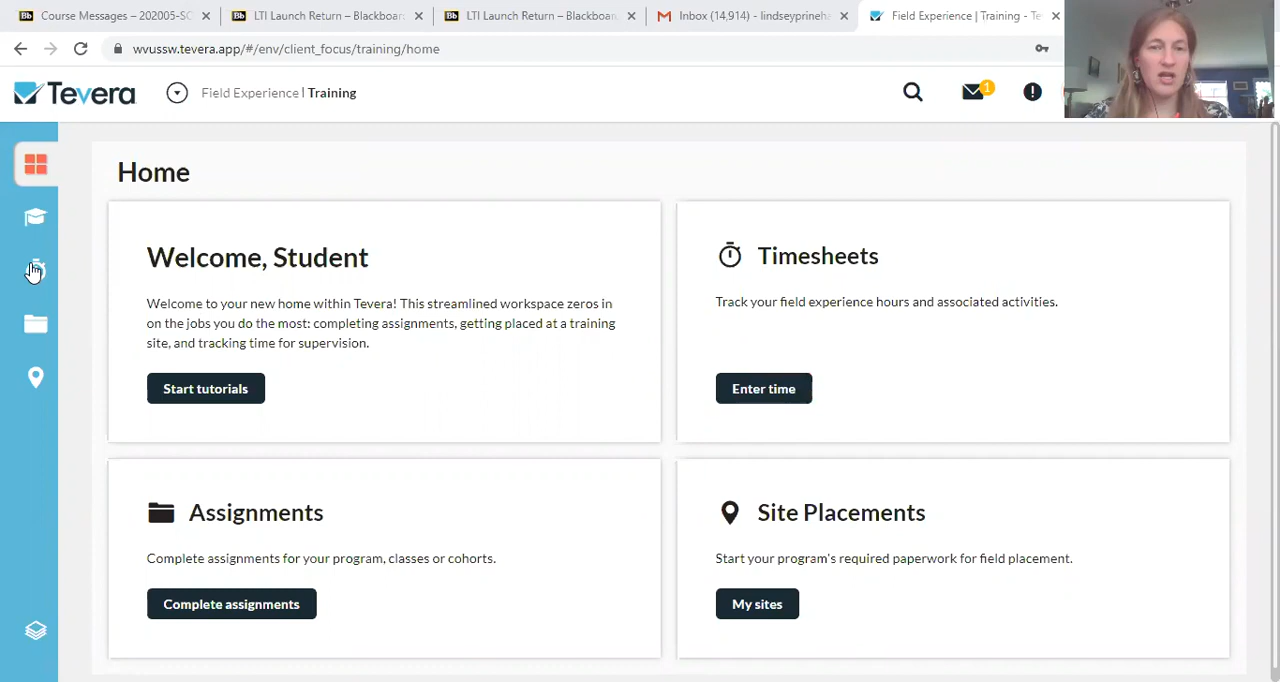 Bb Course Messages – 202005-SC
Bb LTI Launch Return – Blackboar
Bb LTI Launch Return – Blackboar
Inbox (14,914) - lindseyprineha
Field Experience | Training - Te
wvussw.tevera.app/#/env/client_focus/training/home
Tevera
Field Experience | Training
1
Home
Welcome, Student
Welcome to your new home within Tevera! This streamlined workspace zeros in
on the jobs you do the most: completing assignments, getting placed at a training
site, and tracking time for supervision.
Start tutorials
Timesheets
Track your field experience hours and associated activities.
Enter time
Assignments
Complete assignments for your program, classes or cohorts.
Complete assignments
Site Placements
Start your program's required paperwork for field placement.
My sites